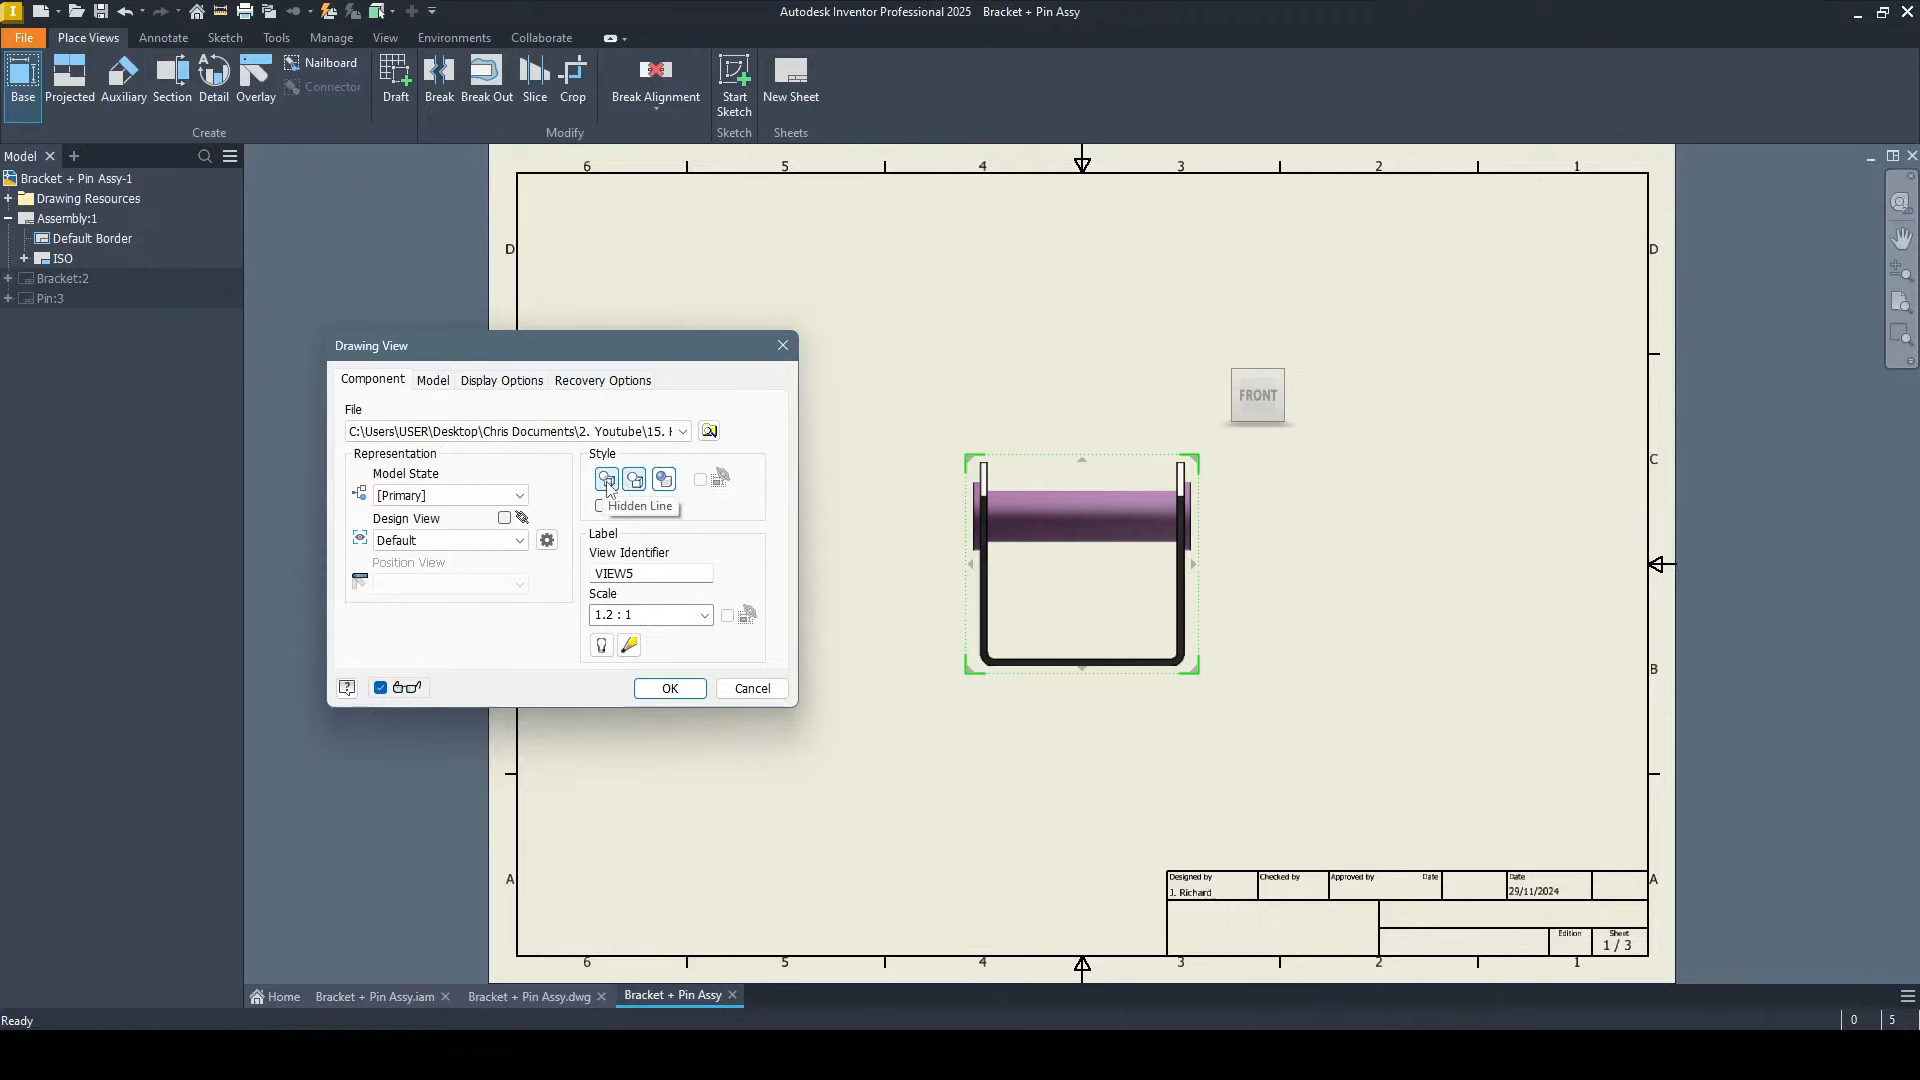 Autodesk Inventor Professional 2025 Bracket + Pin Assy
File Place Views Annotate Sketch Tools Manage View Environments Collaborate
Base Projected Auxiliary Section Detail Overlay
Nailboard
Connector
Draft Break Break Out Slice Crop Break Alignment Start Sketch New Sheet
Create Modify Sketch Sheets
Model
Bracket + Pin Assy-1
Drawing Resources
Assembly:1
Default Border
ISO
Bracket:2
Pin:3
6 5 4 3 2 1
D D
C
B
A A
6 5 4 3 2 1
Drawing View
Component Model Display Options Recovery Options
File
C:\Users\USER\Desktop\Chris Documents\2. Youtube\15.
Representation
Model State
[Primary]
Design View
Default
Position View
Style
Hidden Line
Label
View Identifier
VIEW5
Scale
1.2 : 1
OK Cancel
FRONT
Designed by Checked by Approved by Date Date
J. Richard 29/11/2024
Edition Sheet
1 / 3
Home Bracket + Pin Assy.iam Bracket + Pin Assy.dwg Bracket + Pin Assy
Ready 0 5